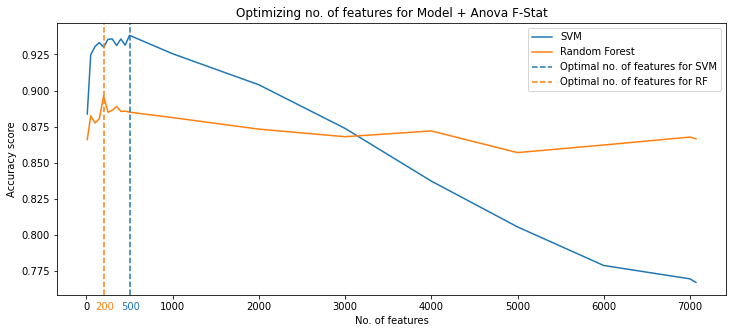 Optimizing no. of features for Model + Anova F-Stat
SVM
Random Forest
Optimal no. of features for SVM
Optimal no. of features for RF
Accuracy score
0.925
0.900
0.875
0.850
0.825
0.800
0.775
0 200 500 1000 2000 3000 4000 5000 6000 7000
No. of features